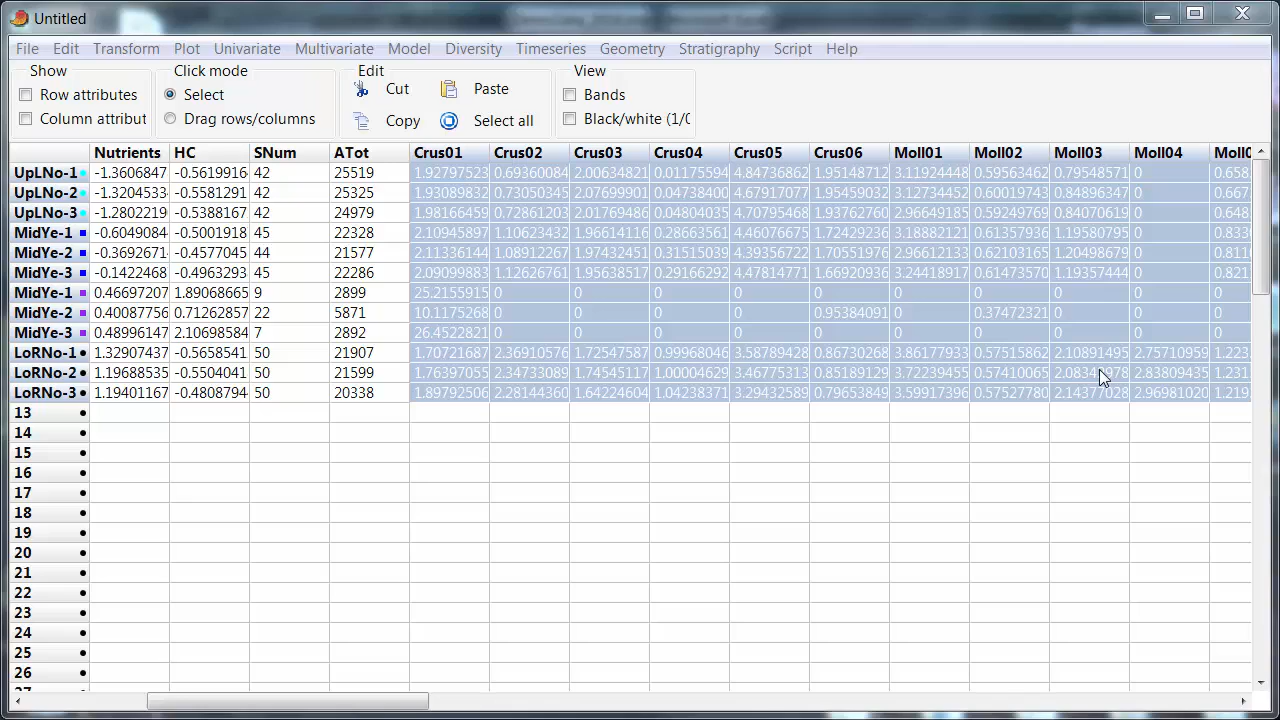 Untitled
File Edit Transform Plot Univariate Multivariate Model Diversity Timeseries Geometry Stratigraphy Script Help
Show Click mode Edit View
Row attributes Select Cut Paste Bands
Column attribut Drag rows/columns Copy Select all Black/white (1/0
Nutrients HC SNum ATot Crus01 Crus02 Crus03 Crus04 Crus05 Crus06 Moll01 Moll02 Moll03 Moll04
UpLNo-1 -1.3606847 -0.5619916 42 25519 1.92797523 0.69360084 2.00634821 0.01175594 4.84736862 1.95148712 3.11924448 0.59563462 0.79548571 0 0.658
UpLNo-2 -1.3204533 -0.5581291 42 25325 1.93089832 0.73050345 2.07699901 0.04738400 4.67917077 1.95459032 3.12734452 0.60019743 0.84896347 0 0.667
UpLNo-3 -1.2802219 -0.5388167 42 24979 1.98166459 0.72861203 2.01769486 0.04804035 4.70795468 1.93762760 2.96649185 0.59249769 0.84070619 0 0.648
MidYe-1 -0.6049084 -0.5001918 45 22328 2.10945897 1.10623432 1.96614116 0.28663561 4.46076675 1.72429236 3.18882121 0.61357936 1.19580795 0 0.833
MidYe-2 -0.3692671 -0.4577045 44 21577 2.11336144 1.08912267 1.97432451 0.31515039 4.39356722 1.70551976 2.96612133 0.62103165 1.20498679 0 0.811
MidYe-3 -0.1422468 -0.4963293 45 22286 2.09099883 1.12626761 1.95638517 0.29166292 4.47814771 1.66920936 3.24418917 0.61473570 1.19357444 0 0.821
MidYe-1 0.46697207 1.89068665 9 2899 25.2155915 0 0 0 0 0 0 0 0 0 0
MidYe-2 0.40087756 0.71262857 22 5871 10.1175268 0 0 0 0 0.95384091 0 0.37472321 0 0 0
MidYe-3 0.48996147 2.10698584 7 2892 26.4522821 0 0 0 0 0 0 0 0 0 0
LoRNo-1 1.32907437 -0.5658541 50 21907 1.70721687 2.36910576 1.72547587 0.99968046 3.58789428 0.86730268 3.86177933 0.57515862 2.10891495 2.75710959 1.223
LoRNo-2 1.19688535 -0.5504041 50 21599 1.76397055 2.34733089 1.74545117 1.00004629 3.46775313 0.85189129 3.72239455 0.57410065 2.83809435 1.231
LoRNo-3 1.19401167 -0.4808794 50 20338 1.89792506 2.28144360 1.64224604 1.04238371 3.29432589 0.79653849 3.59917396 0.57527780 2.14377028 2.96981020 1.219
13
14
15
16
17
18
19
20
21
22
23
24
25
26